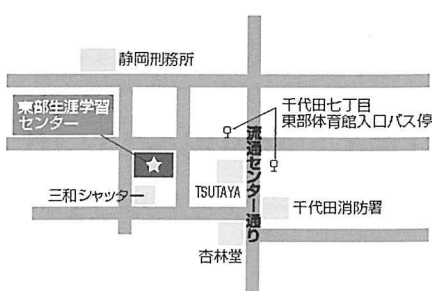 静岡刑務所
東部生涯学習
センター
千代田七丁目
東部体育館入口バス停
流通センター通り
三和シャッター
TSUTAYA
千代田消防署
杏林堂